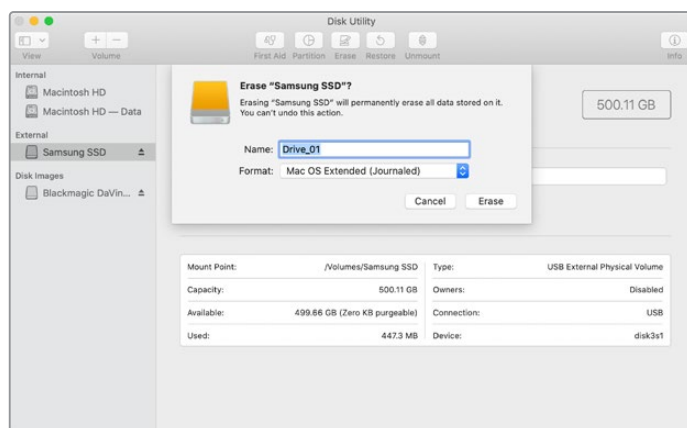 Disk Utility
View
Volume
First Aid
Partition
Erase
Restore
Unmount
Info
Internal
Macintosh HD
Macintosh HD — Data
External
Samsung SSD
Disk Images
Blackmagic DaVin...
Erase “Samsung SSD”?
Erasing “Samsung SSD” will permanently erase all data stored on it.
You can’t undo this action.
Name: Drive_01
Format: Mac OS Extended (Journaled)
Cancel
Erase
500.11 GB
Mount Point: /Volumes/Samsung SSD
Type: USB External Physical Volume
Capacity: 500.11 GB
Owners: Disabled
Available: 499.66 GB (Zero KB purgeable)
Connection: USB
Used: 447.3 MB
Device: disk3s1